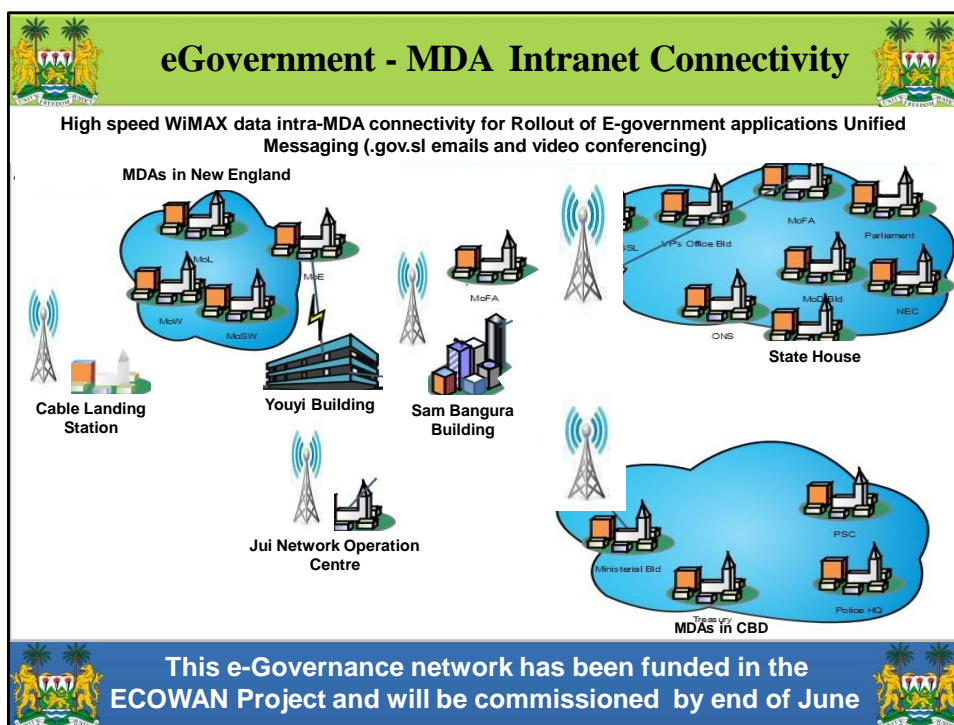 eGovernment - MDA Intranet Connectivity
High speed WiMAX data intra-MDA connectivity for Rollout of E-government applications Unified
Messaging (.gov.sl emails and video conferencing)
MDAs in New England
MoL
MoE
MoW
MoSW
MoFA
SSL
VPs Office Bld
MoFA
Parliament
MoD Bld
NEC
ONS
State House
Cable Landing
Station
Youyi Building
Sam Bangura
Building
Jui Network Operation
Centre
PSC
Ministerial Bld
Treasury
Police HQ
MDAs in CBD
This e-Governance network has been funded in the
ECOWAN Project and will be commissioned by end of June